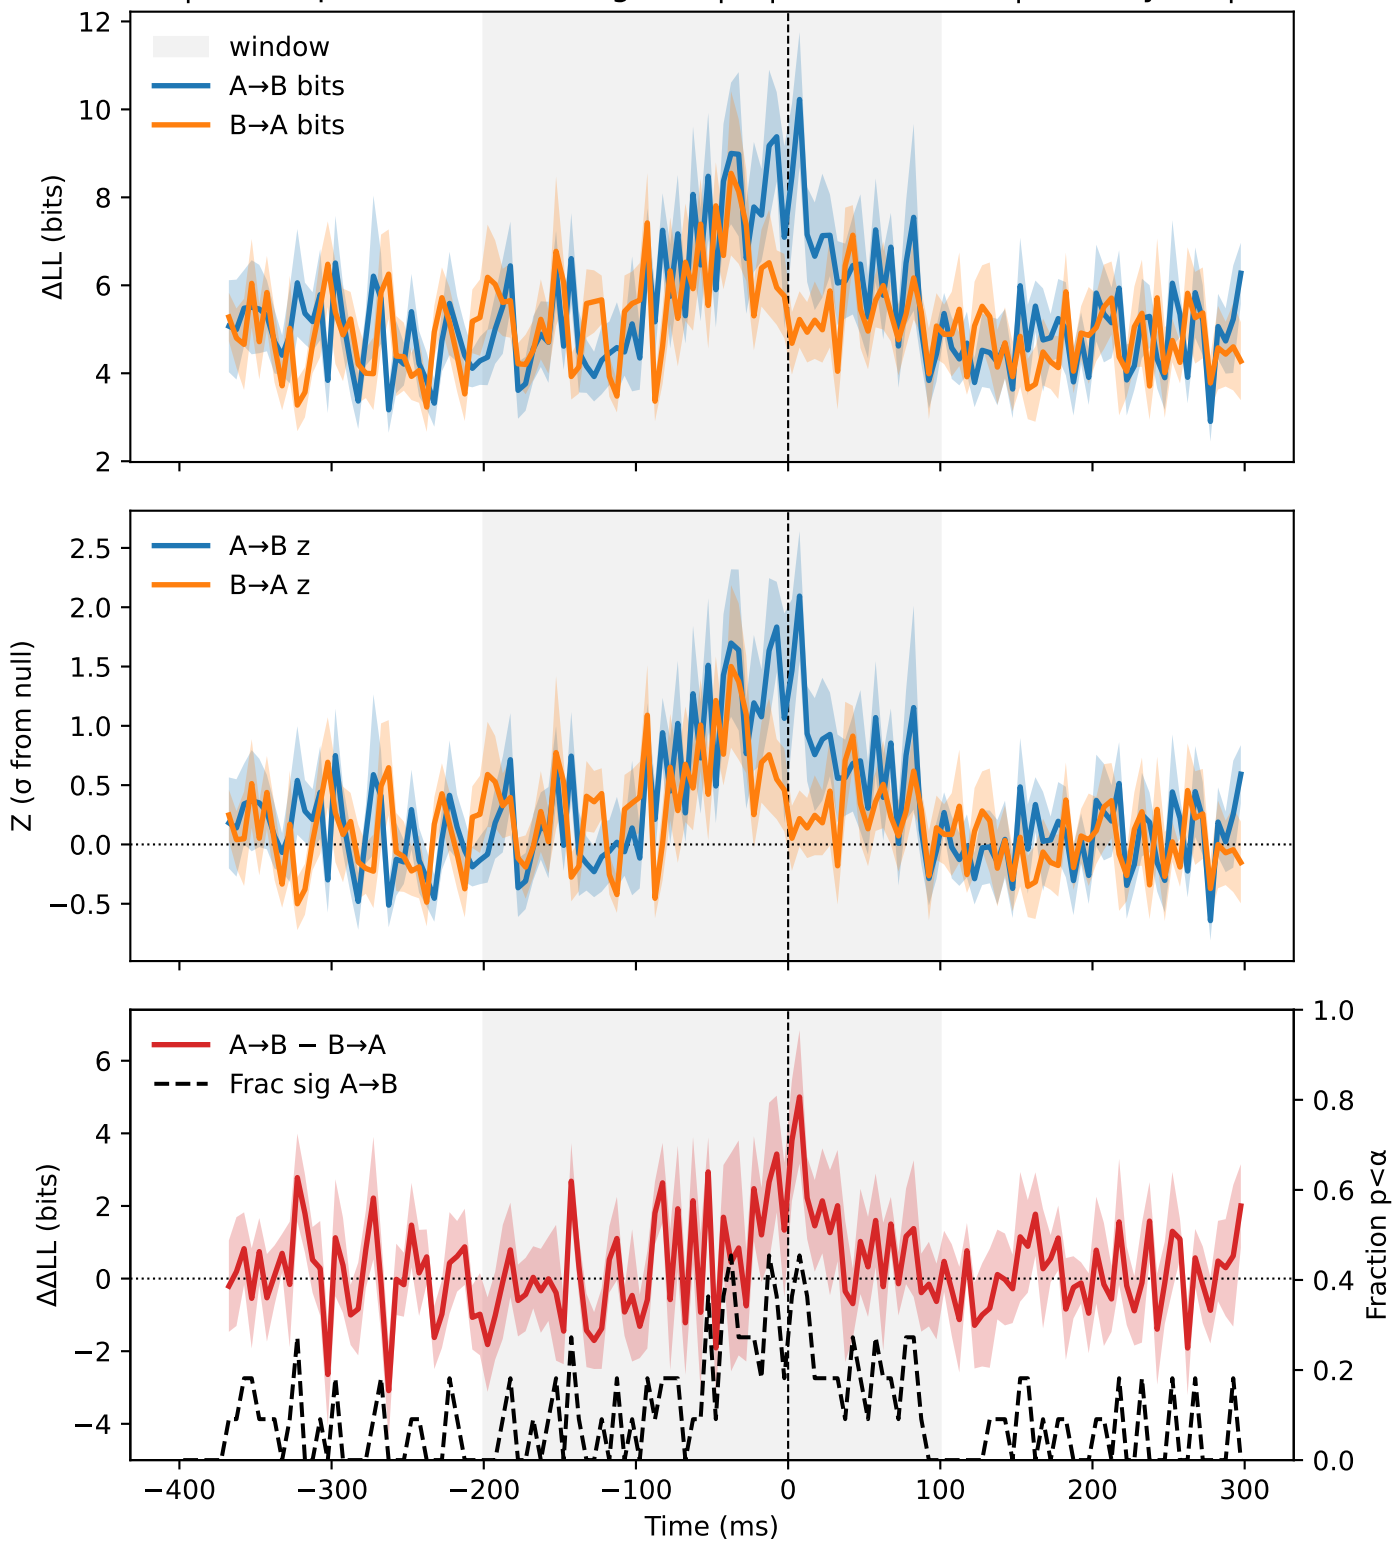 12
10
8
6
4
2
ΔLL (bits)
window
A→B bits
B→A bits
2.5
2.0
1.5
1.0
0.5
0.0
−0.5
Z (σ from null)
A→B z
B→A z
6
4
2
0
−2
−4
ΔΔLL (bits)
A→B − B→A
Frac sig A→B
1.0
0.8
0.6
0.4
0.2
0.0
Fraction p<α
−400 −300 −200 −100 0 100 200 300
Time (ms)